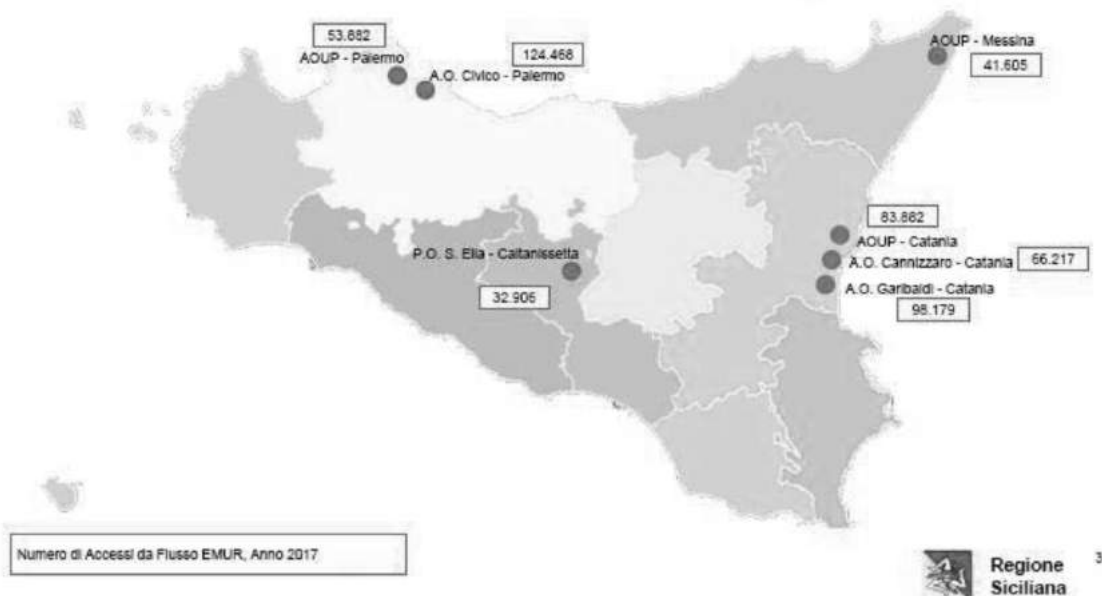 53.882
AOUP - Palermo
124.468
A.O. Civico - Palermo
AOUP - Messina
41.605
83.882
AOUP - Catania
A.O. Cannizzaro - Catania
66.217
A.O. Garibaldi - Catania
98.179
P.O. S. Elia - Caltanissetta
32.906
Numero di Accessi da Flusso EMUR, Anno 2017
Regione
Siciliana
3